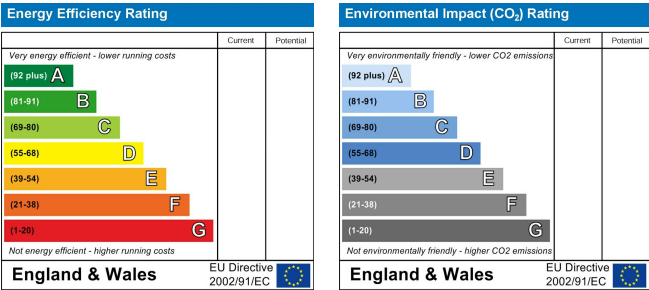 Energy Efficiency Rating
Current Potential
Very energy efficient - lower running costs
(92 plus) A
(81-91) B
(69-80) C
(55-68) D
(39-54) E
(21-38) F
(1-20) G
Not energy efficient - higher running costs
England & Wales
EU Directive
2002/91/EC
Environmental Impact (CO₂) Rating
Current Potential
Very environmentally friendly - lower CO2 emissions
(92 plus) A
(81-91) B
(69-80) C
(55-68) D
(39-54) E
(21-38) F
(1-20) G
Not environmentally friendly - higher CO2 emissions
England & Wales
EU Directive
2002/91/EC